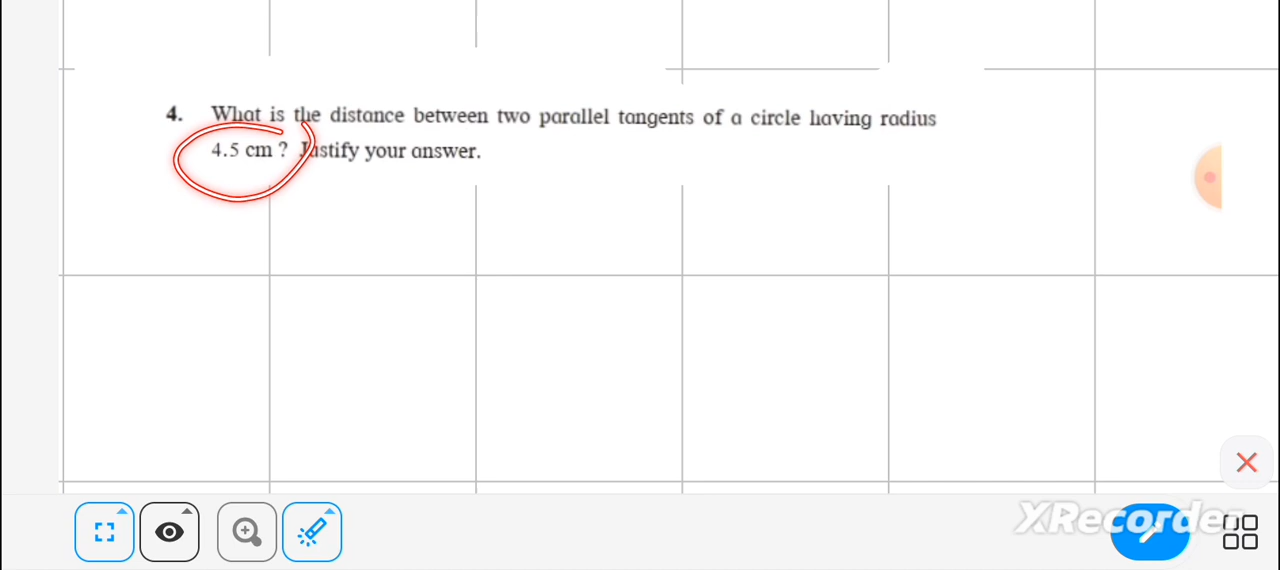 4. What is the distance between two parallel tangents of a circle having radius
4.5 cm ? Justify your answer.
XRecorder